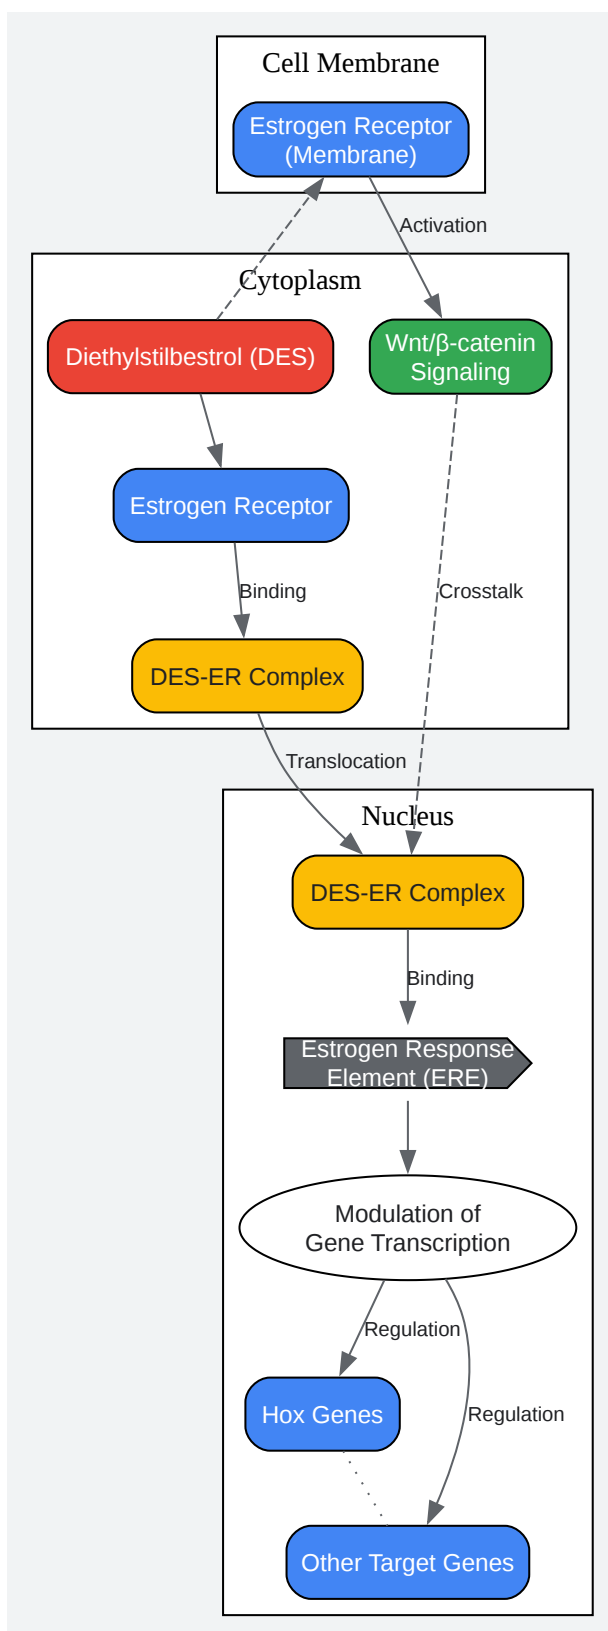 Cell Membrane
Estrogen Receptor
(Membrane)
Activation
Cytoplasm
Diethylstilbestrol (DES)
Wnt/β-catenin
Signaling
Estrogen Receptor
Binding
Crosstalk
DES-ER Complex
Translocation
Nucleus
DES-ER Complex
Binding
Estrogen Response
Element (ERE)
Modulation of
Gene Transcription
Regulation
Hox Genes
Regulation
Other Target Genes